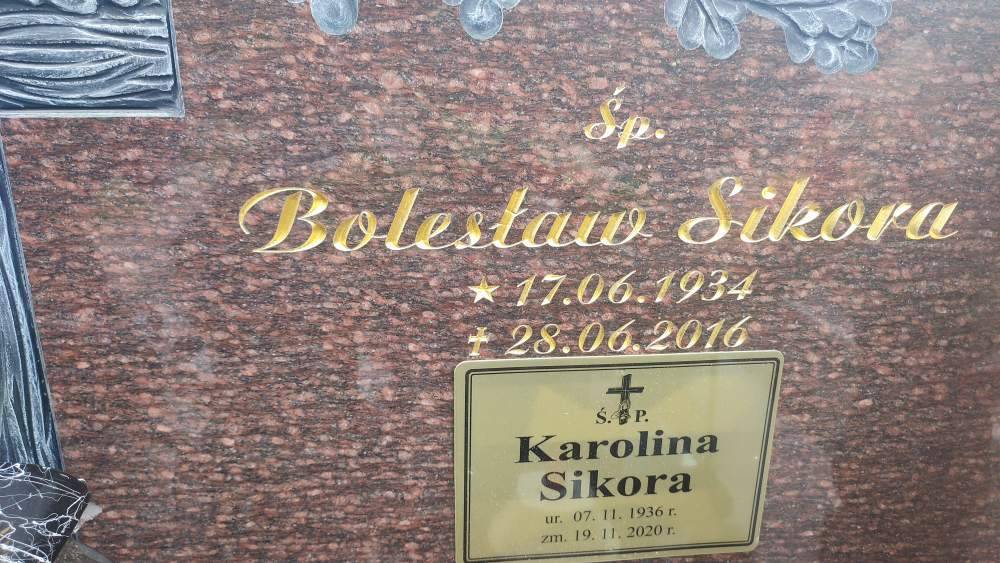 Śp.
Bolesław Sikora
★ 17.06.1934
✝ 28.06.2016
Ś. P.
Karolina
Sikora
ur. 07. 11. 1936 r.
zm. 19. 11. 2020 r.